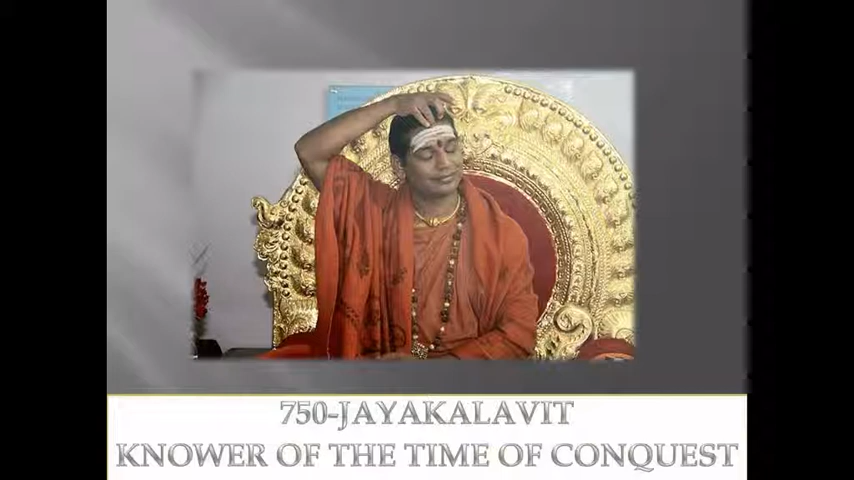 750-JAYAKALAVIT
KNOWER OF THE TIME OF CONQUEST